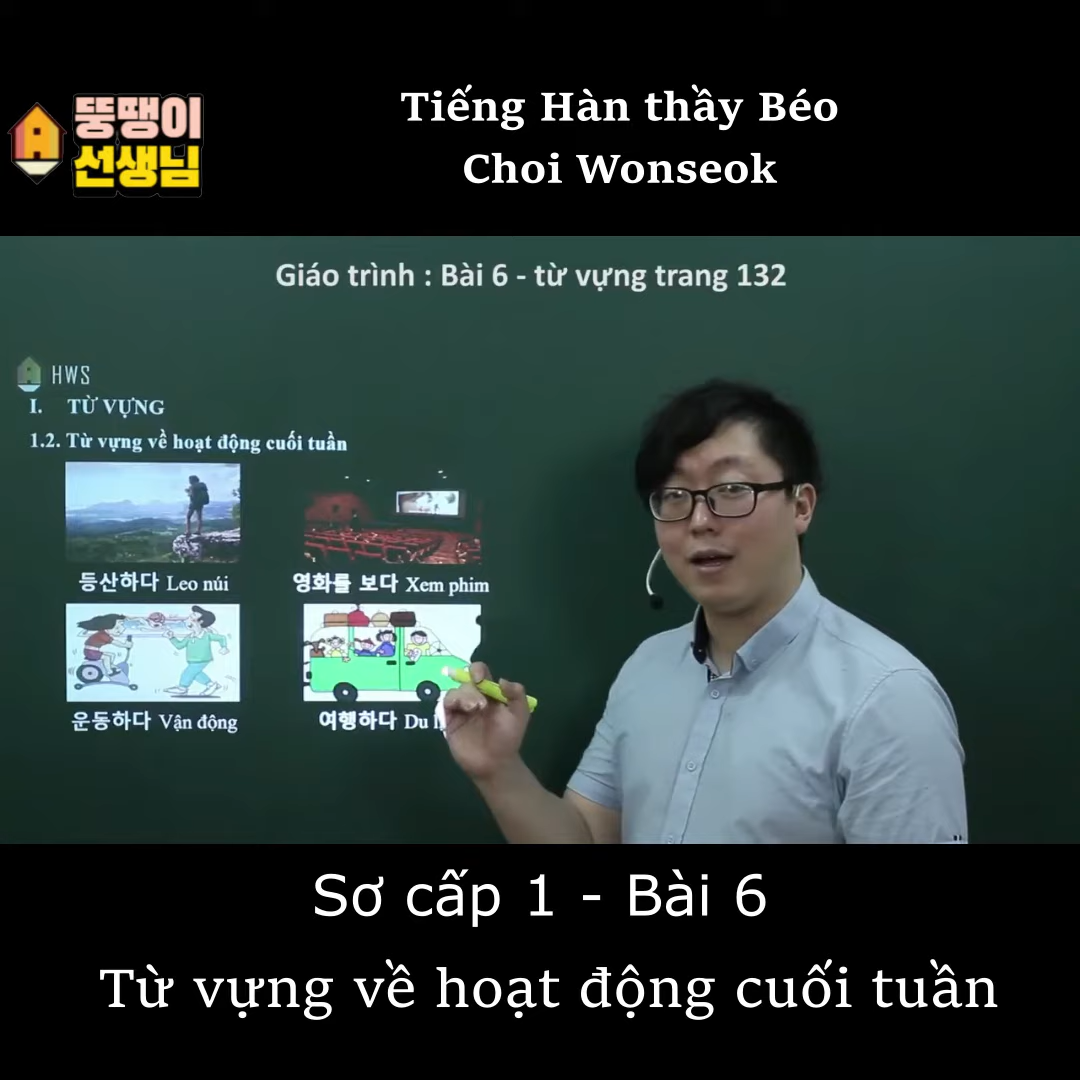 뚱땡이
선생님
Tiếng Hàn thầy Béo
Choi Wonseok
Giáo trình : Bài 6 - từ vựng trang 132
HWS
I. TỪ VỰNG
1.2. Từ vựng về hoạt động cuối tuần
등산하다 Leo núi
영화를 보다 Xem phim
운동하다 Vận động
여행하다 Du
Sơ cấp 1 - Bài 6
Từ vựng về hoạt động cuối tuần